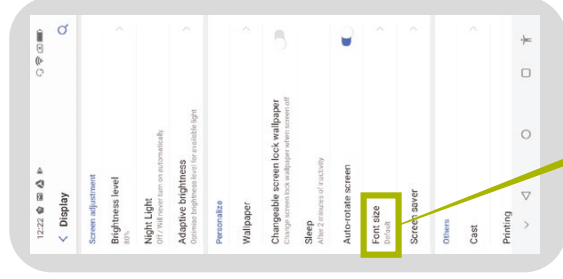 12:22
Display
Screen adjustment
Brightness level
80%
Night Light
Off / Will never turn on automatically.
Adaptive brightness
Optimise brightness level for available light
Personalize
Wallpaper
Changeable screen lock wallpaper
Change screen lock wallpaper when screen off
Sleep
After 2 minutes of inactivity
Auto-rotate screen
Font size
Default
Screen saver
Others
Cast
Printing